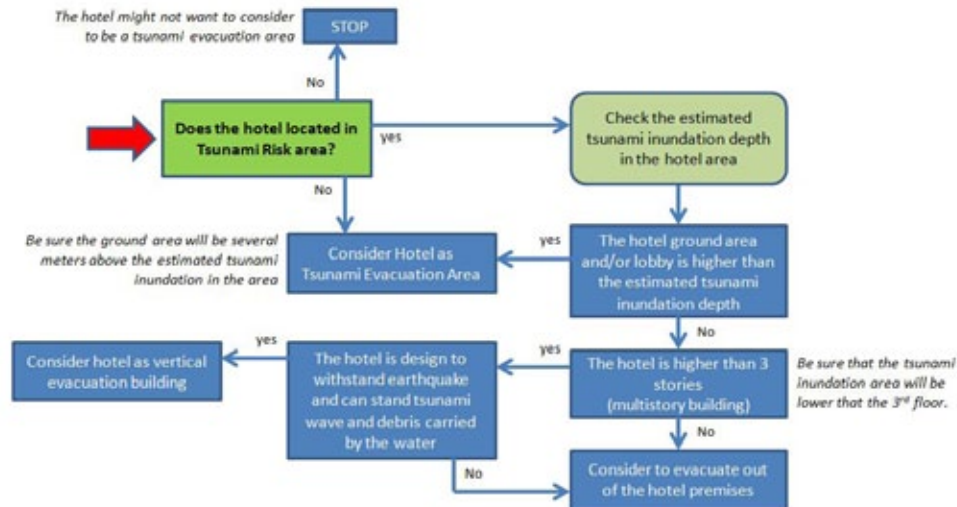 The hotel might not want to consider
to be a tsunami evacuation area
STOP
No
Does the hotel located in
Tsunami Risk area?
yes
Check the estimated
tsunami inundation depth
in the hotel area
No
Be sure the ground area will be several
meters above the estimated tsunami
inundation in the area
Consider Hotel as
Tsunami Evacuation Area
yes
The hotel ground area
and/or lobby is higher than
the estimated tsunami
inundation depth
No
Consider hotel as vertical
evacuation building
yes
The hotel is design to
withstand earthquake
and can stand tsunami
wave and debris carried
by the water
yes
The hotel is higher than 3
stories
(multistory building)
Be sure that the tsunami
inundation area will be
lower that the 3rd floor.
No
No
Consider to evacuate out
of the hotel premises